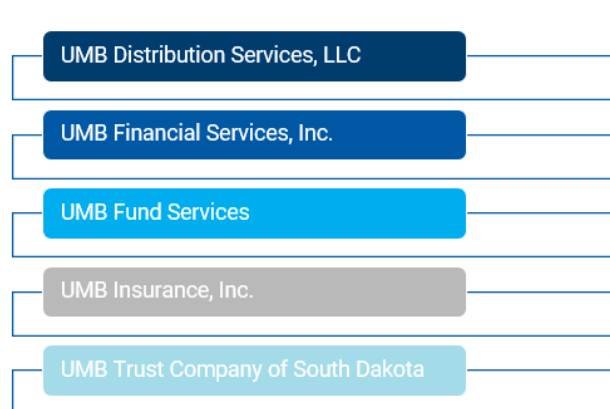 UMB Distribution Services, LLC
UMB Financial Services, Inc.
UMB Fund Services
UMB Insurance, Inc.
UMB Trust Company of South Dakota